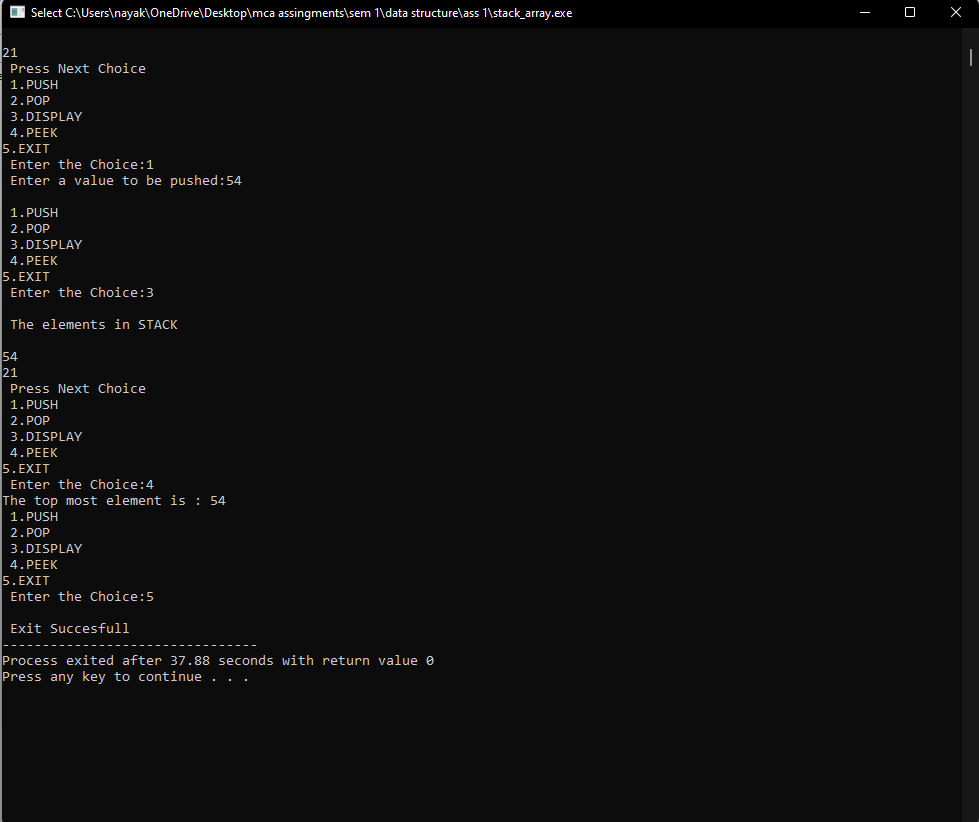 Select C:\Users\nayak\OneDrive\Desktop\mca assingments\sem 1\data structure\ass 1\stack_array.exe
21
Press Next Choice
1.PUSH
2.POP
3.DISPLAY
4.PEEK
5.EXIT
Enter the Choice:1
Enter a value to be pushed:54
1.PUSH
2.POP
3.DISPLAY
4.PEEK
5.EXIT
Enter the Choice:3
The elements in STACK
54
21
Press Next Choice
1.PUSH
2.POP
3.DISPLAY
4.PEEK
5.EXIT
Enter the Choice:4
The top most element is : 54
1.PUSH
2.POP
3.DISPLAY
4.PEEK
5.EXIT
Enter the Choice:5
Exit Succesfull
--------------------------------
Process exited after 37.88 seconds with return value 0
Press any key to continue . . .